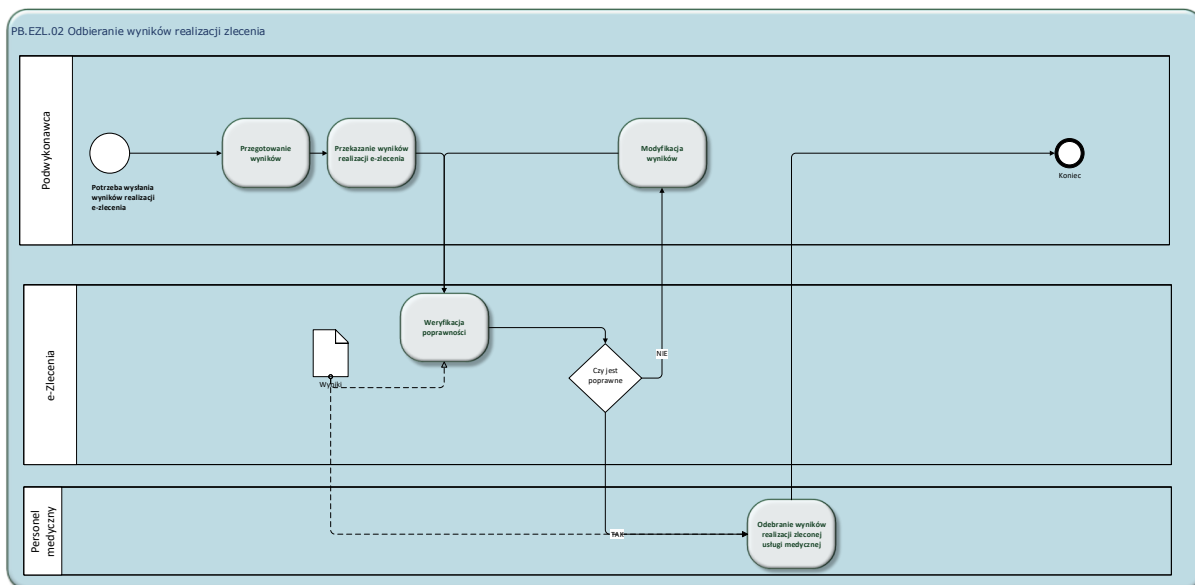 PB.EZL.02 Odbieranie wyników realizacji zlecenia
Podwykonawca
Potrzeba wysłania
wyników realizacji
e-zlecenia
Przegotowanie
wyników
Przekazanie wyników
realizacji e-zlecenia
Modyfikacja
wyników
Koniec
e-Zlecenia
Wyniki
Weryfikacja
poprawności
Czy jest
poprawne
NIE
Personel
medyczny
TAK
Odebranie wyników
realizacji zleconej
usługi medycznej